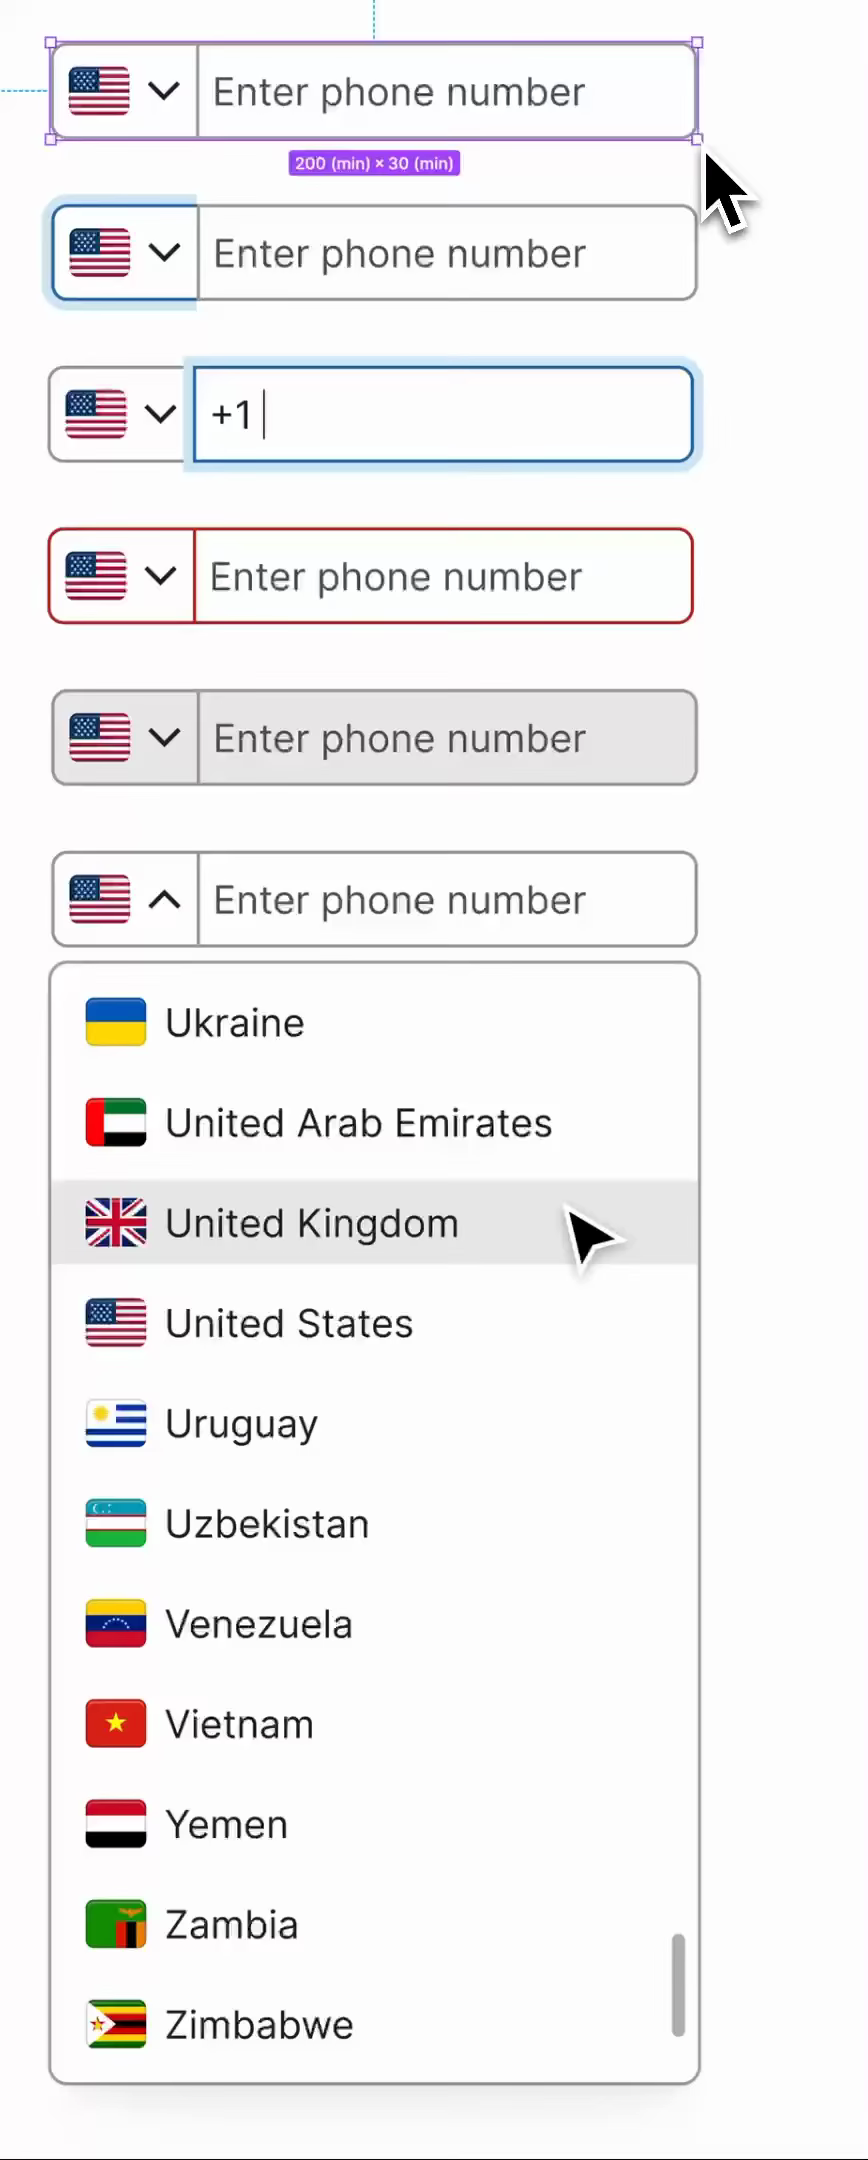 Enter phone number
200 (min) × 30 (min)
Enter phone number
+1
Enter phone number
Enter phone number
Enter phone number
Ukraine
United Arab Emirates
United Kingdom
United States
Uruguay
Uzbekistan
Venezuela
Vietnam
Yemen
Zambia
Zimbabwe